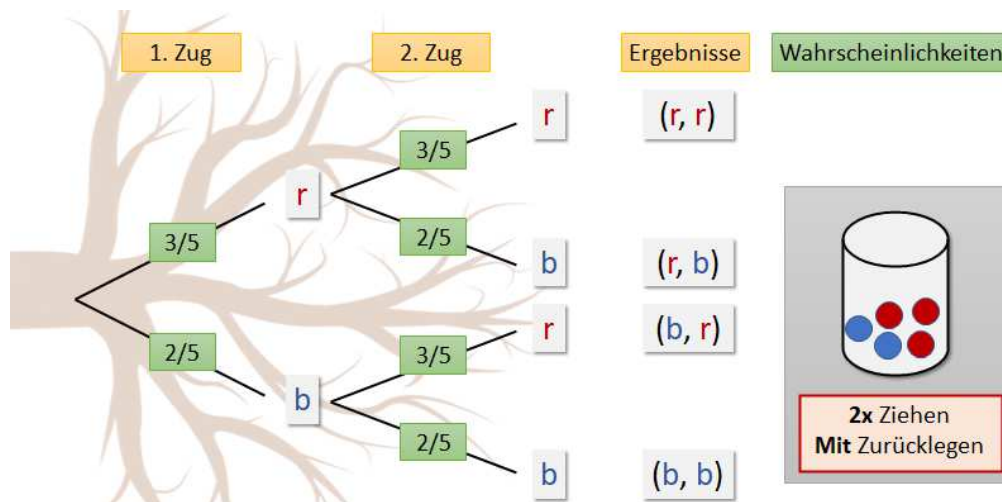 1. Zug
2. Zug
Ergebnisse
Wahrscheinlichkeiten
r
(r, r)
3/5
r
3/5
2/5
b
(r, b)
r
(b, r)
2/5
3/5
b
2/5
b
(b, b)
2x Ziehen
Mit Zurücklegen